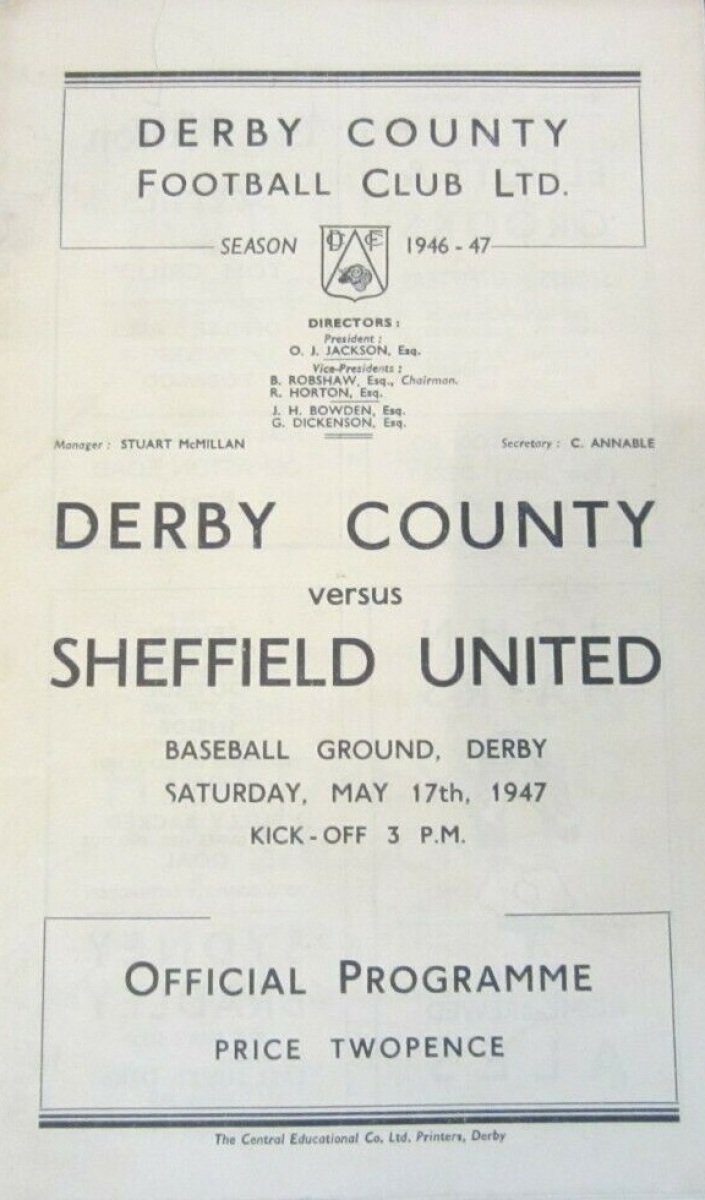 DERBY COUNTY
FOOTBALL CLUB LTD.
SEASON DCFC 1946 - 47
DIRECTORS :
President :
O. J. JACKSON, Esq.
Vice-Presidents :
B. ROBSHAW, Esq., Chairman.
R. HORTON, Esq.
J. H. BOWDEN, Esq.
G. DICKENSON, Esq.
Manager : STUART McMILLAN Secretary : C. ANNABLE
DERBY COUNTY
versus
SHEFFIELD UNITED
BASEBALL GROUND, DERBY
SATURDAY, MAY 17th, 1947
KICK-OFF 3 P.M.
OFFICIAL PROGRAMME
PRICE TWOPENCE
The Central Educational Co. Ltd. Printers, Derby